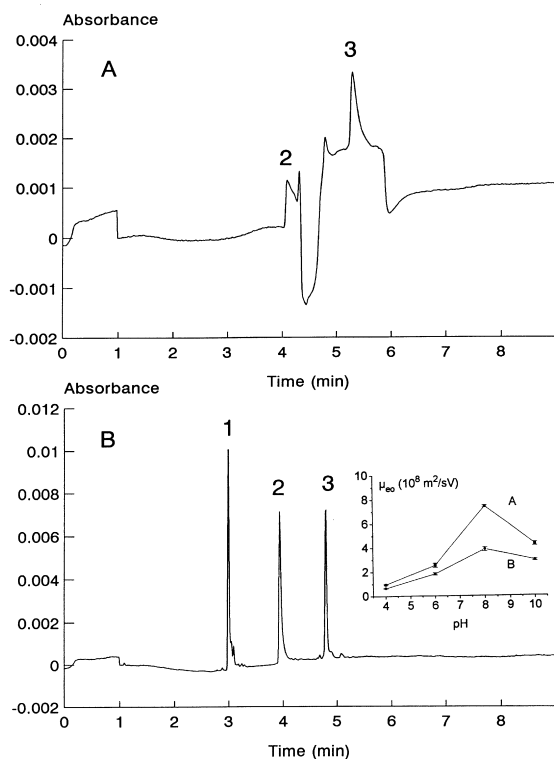 Absorbance
0.004
A
3
0.003
0.002
2
0.001
0
-0.001
-0.002
0 1 2 3 4 5 6 7 8
Time (min)
Absorbance
0.012
B
1
0.01
2 3
0.008
0.006
0.004
0.002
0
-0.002
0 1 2 3 4 5 6 7 8
Time (min)
10
μeo (10⁸ m²/sV)
8
A
6
4
B
2
0
4 6 8 10
pH